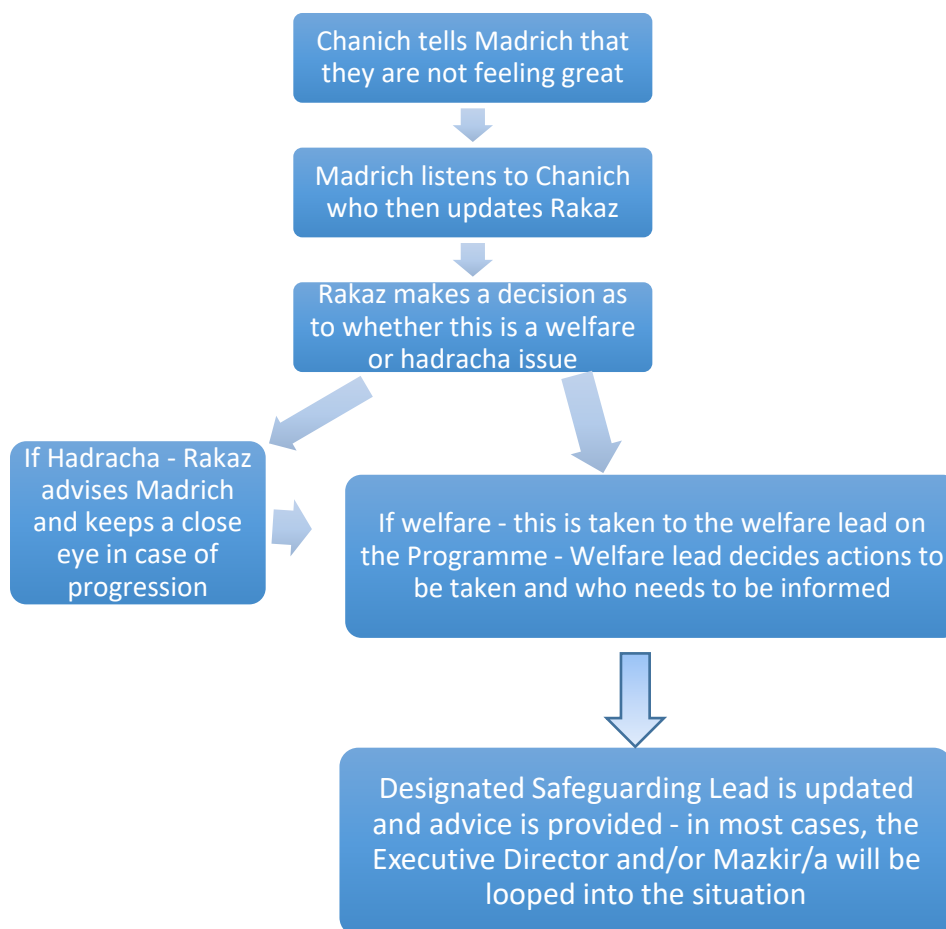 Chanich tells Madrich that
they are not feeling great
Madrich listens to Chanich
who then updates Rakaz
Rakaz makes a decision as
to whether this is a welfare
or hadracha issue
If Hadracha - Rakaz
advises Madrich
and keeps a close
eye in case of
progression
If welfare - this is taken to the welfare lead on
the Programme - Welfare lead decides actions to
be taken and who needs to be informed
Designated Safeguarding Lead is updated
and advice is provided - in most cases, the
Executive Director and/or Mazkir/a will be
looped into the situation